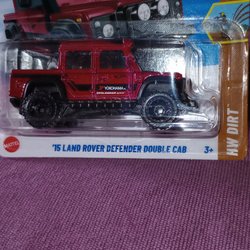 YOKOHAMA
MATTEL
'15 LAND ROVER DEFENDER DOUBLE CAB
3+
HW DIRT